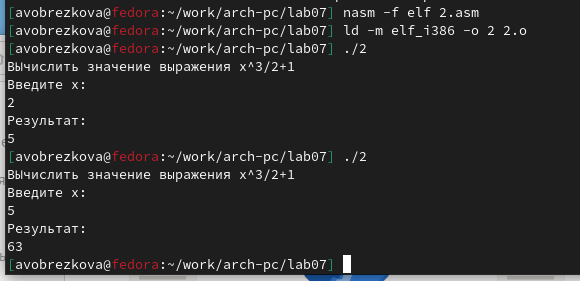 [avobrezkova@fedora:~/work/arch-pc/lab07] nasm -f elf 2.asm
[avobrezkova@fedora:~/work/arch-pc/lab07] ld -m elf_i386 -o 2 2.o
[avobrezkova@fedora:~/work/arch-pc/lab07] ./2
ВЫчислить значение выражения x^3/2+1
Введите x:
2
Результат:
5
[avobrezkova@fedora:~/work/arch-pc/lab07] ./2
ВЫчислить значение выражения x^3/2+1
Введите x:
5
Результат:
63
[avobrezkova@fedora:~/work/arch-pc/lab07]